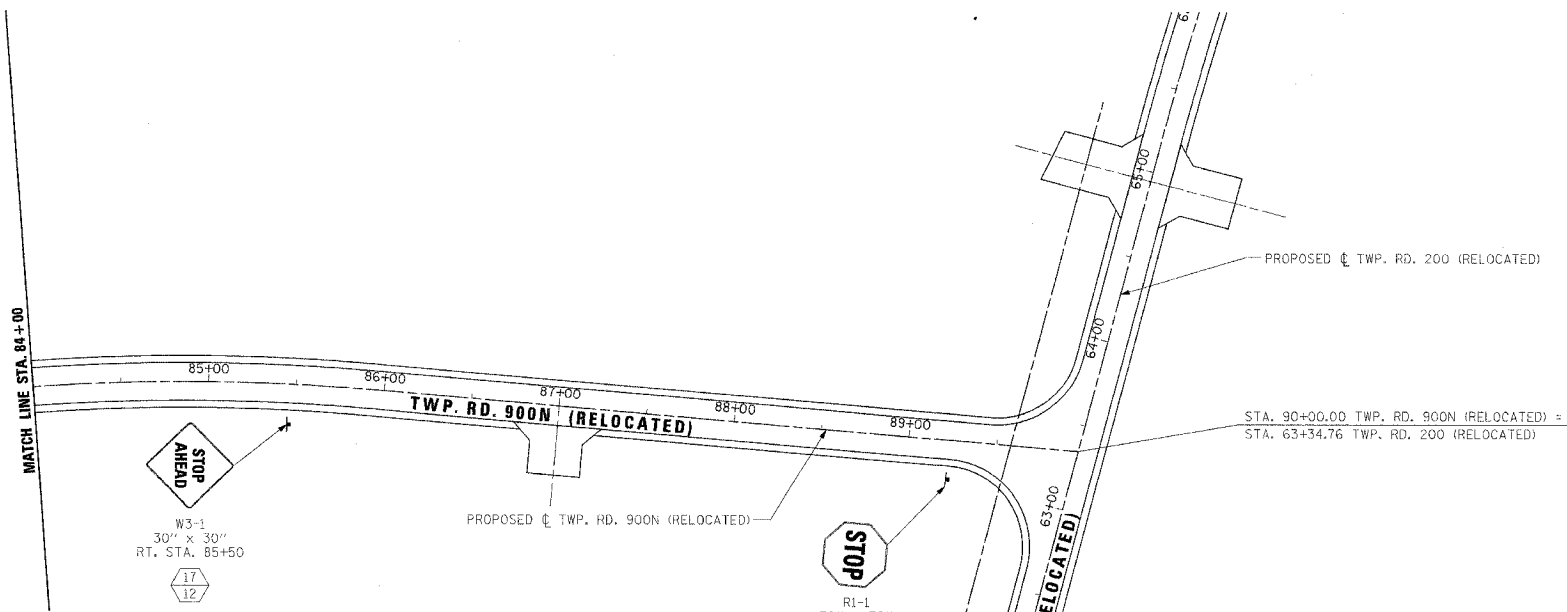 MATCH LINE STA. 84+00
85+00
86+00
87+00
88+00
89+00
TWP. RD. 900N (RELOCATED)
65+00
64+00
63+00
PROPOSED ℄ TWP. RD. 200 (RELOCATED)
STA. 90+00.00 TWP. RD. 900N (RELOCATED) =
STA. 63+34.76 TWP. RD. 200 (RELOCATED)
PROPOSED ℄ TWP. RD. 900N (RELOCATED)
STOP
AHEAD
W3-1
30" x 30"
RT. STA. 85+50
17
12
STOP
R1-1
ELOCATED)